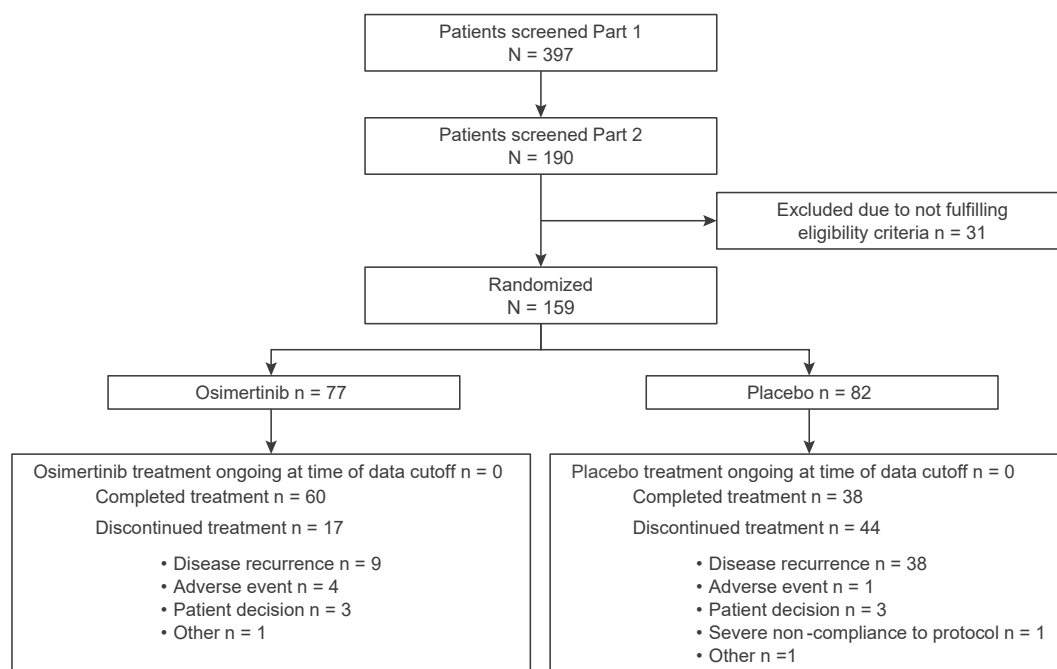 Patients screened Part 1
N = 397
Patients screened Part 2
N = 190
Excluded due to not fulfilling
eligibility criteria n = 31
Randomized
N = 159
Osimertinib n = 77
Placebo n = 82
Osimertinib treatment ongoing at time of data cutoff n = 0
Completed treatment n = 60
Discontinued treatment n = 17
• Disease recurrence n = 9
• Adverse event n = 4
• Patient decision n = 3
• Other n = 1
Placebo treatment ongoing at time of data cutoff n = 0
Completed treatment n = 38
Discontinued treatment n = 44
• Disease recurrence n = 38
• Adverse event n = 1
• Patient decision n = 3
• Severe non-compliance to protocol n = 1
• Other n =1